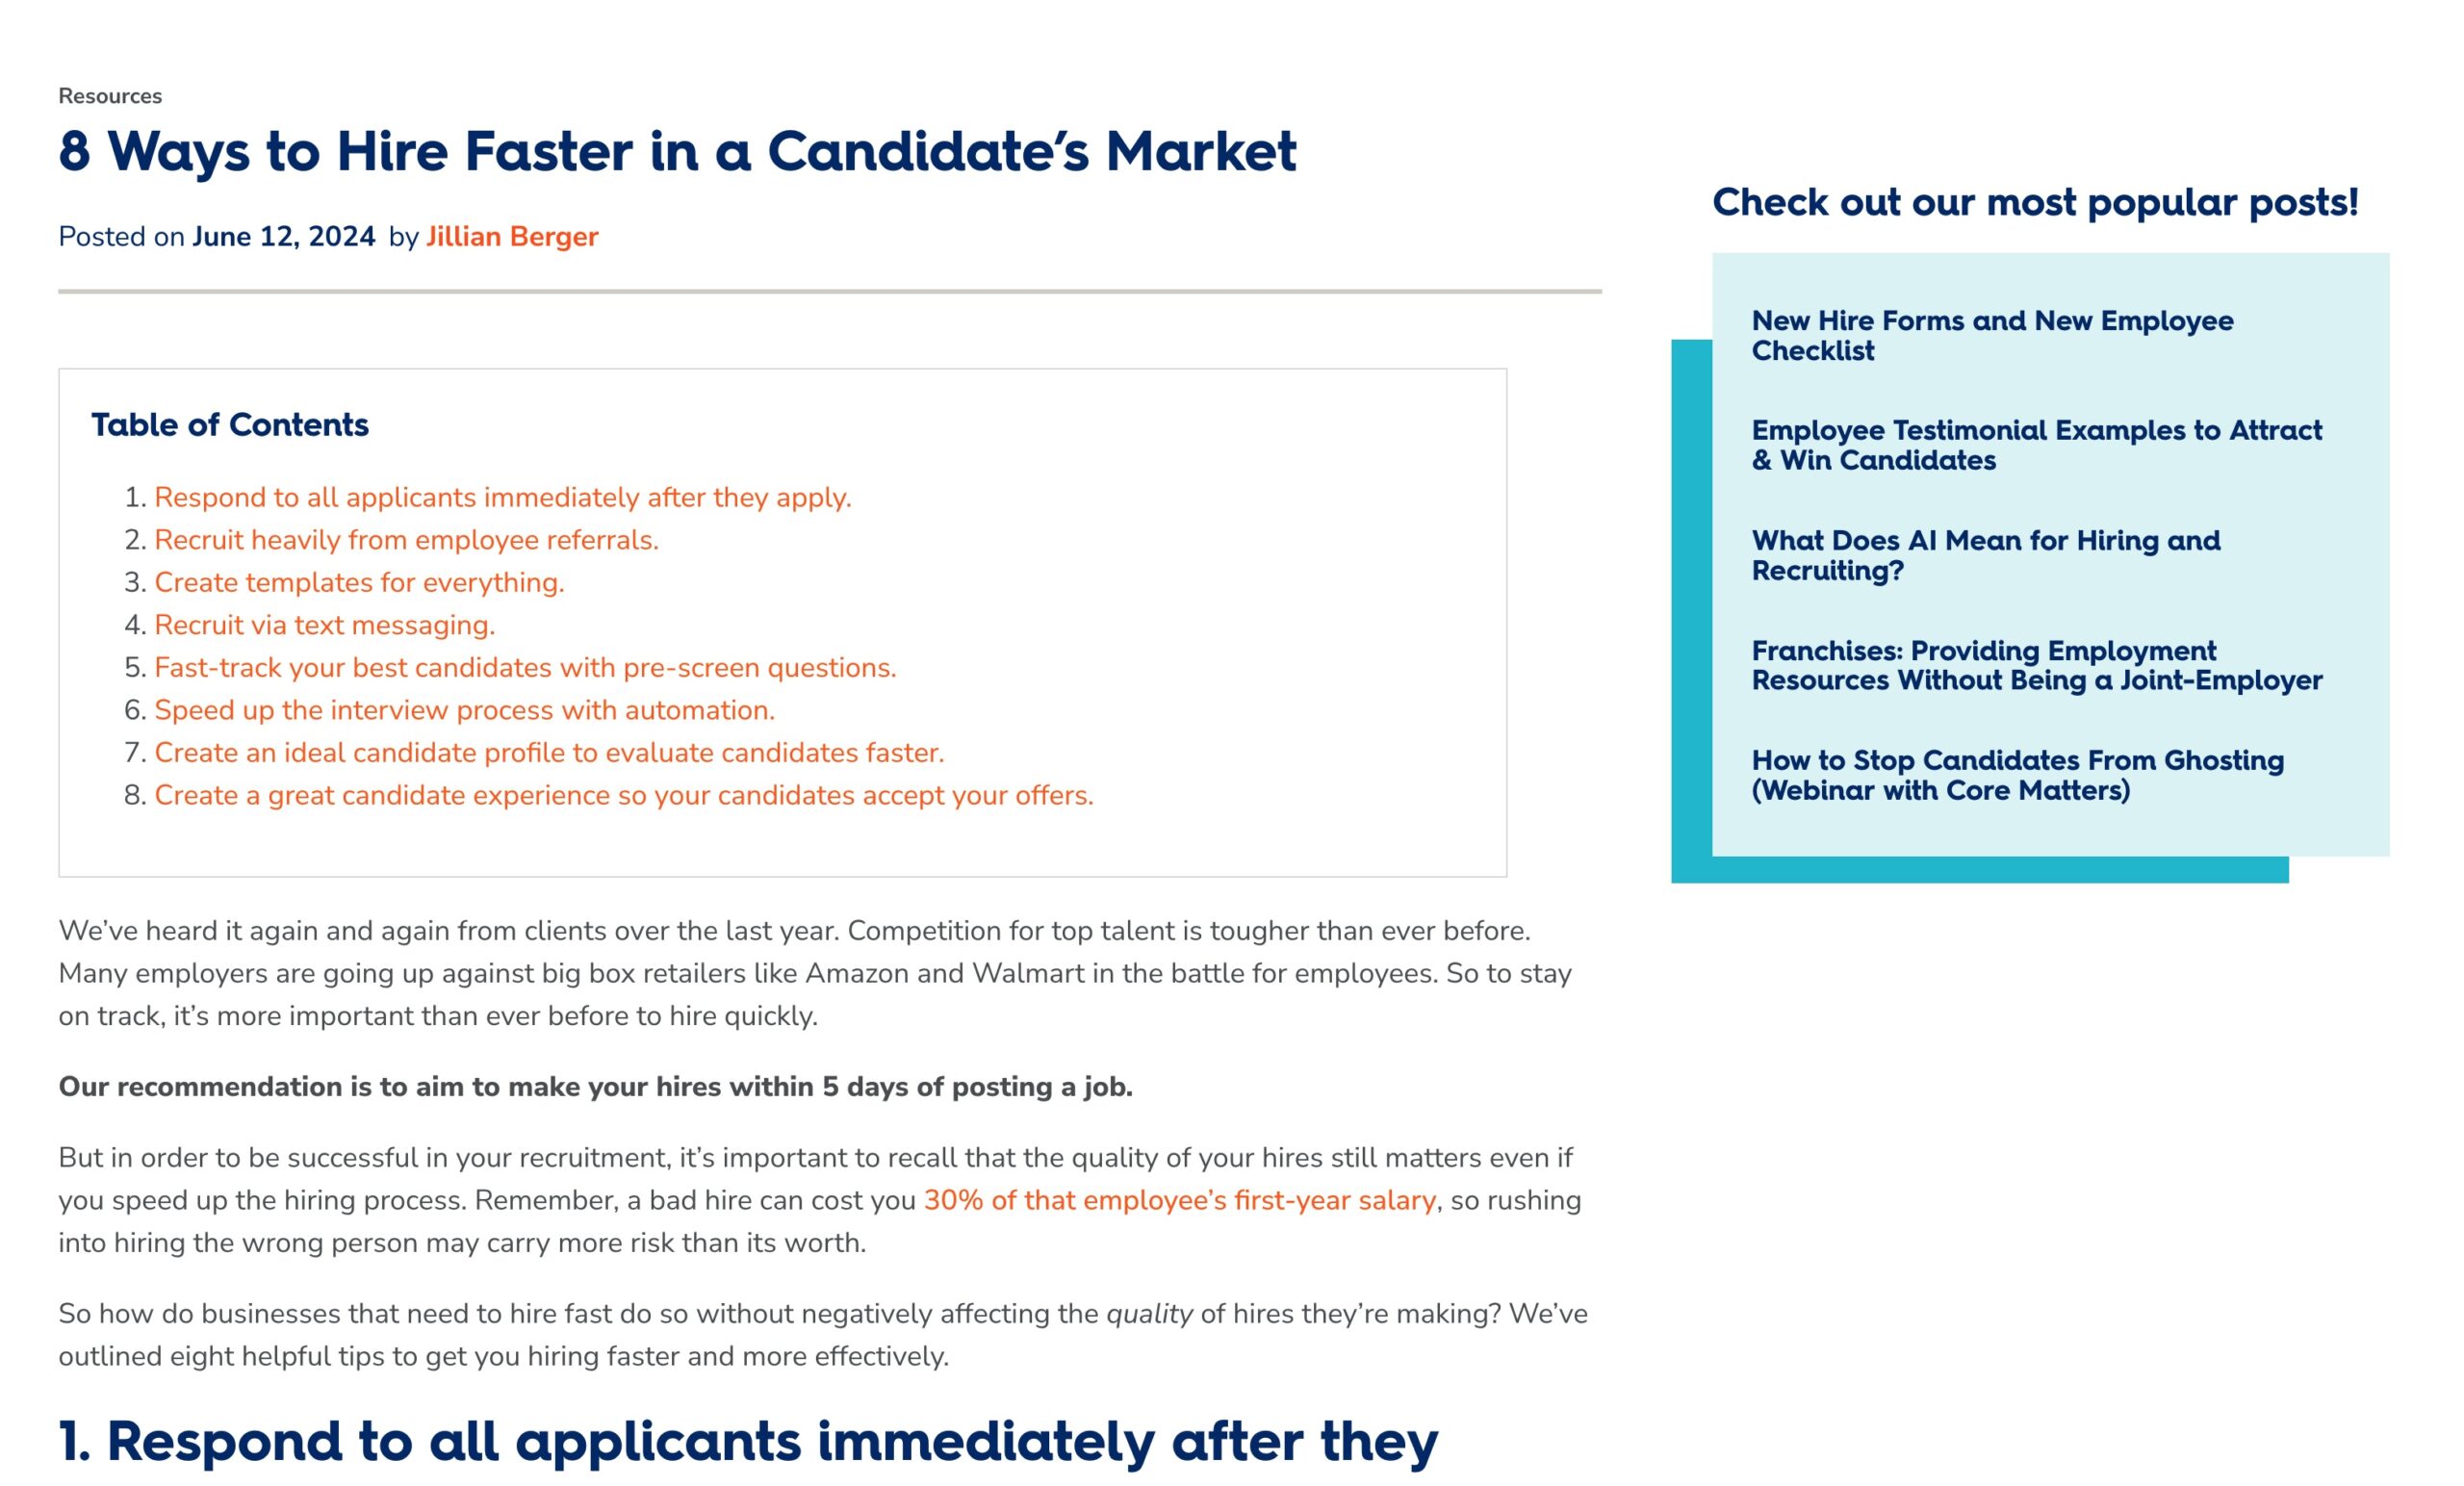 Resources
8 Ways to Hire Faster in a Candidate’s Market
Posted on June 12, 2024 by Jillian Berger
Table of Contents
1. Respond to all applicants immediately after they apply.
2. Recruit heavily from employee referrals.
3. Create templates for everything.
4. Recruit via text messaging.
5. Fast-track your best candidates with pre-screen questions.
6. Speed up the interview process with automation.
7. Create an ideal candidate profile to evaluate candidates faster.
8. Create a great candidate experience so your candidates accept your offers.
We’ve heard it again and again from clients over the last year. Competition for top talent is tougher than ever before.
Many employers are going up against big box retailers like Amazon and Walmart in the battle for employees. So to stay
on track, it’s more important than ever before to hire quickly.
Our recommendation is to aim to make your hires within 5 days of posting a job.
But in order to be successful in your recruitment, it’s important to recall that the quality of your hires still matters even if
you speed up the hiring process. Remember, a bad hire can cost you 30% of that employee’s first-year salary, so rushing
into hiring the wrong person may carry more risk than its worth.
So how do businesses that need to hire fast do so without negatively affecting the quality of hires they’re making? We’ve
outlined eight helpful tips to get you hiring faster and more effectively.
1. Respond to all applicants immediately after they
Check out our most popular posts!
New Hire Forms and New Employee
Checklist
Employee Testimonial Examples to Attract
& Win Candidates
What Does AI Mean for Hiring and
Recruiting?
Franchises: Providing Employment
Resources Without Being a Joint-Employer
How to Stop Candidates From Ghosting
(Webinar with Core Matters)